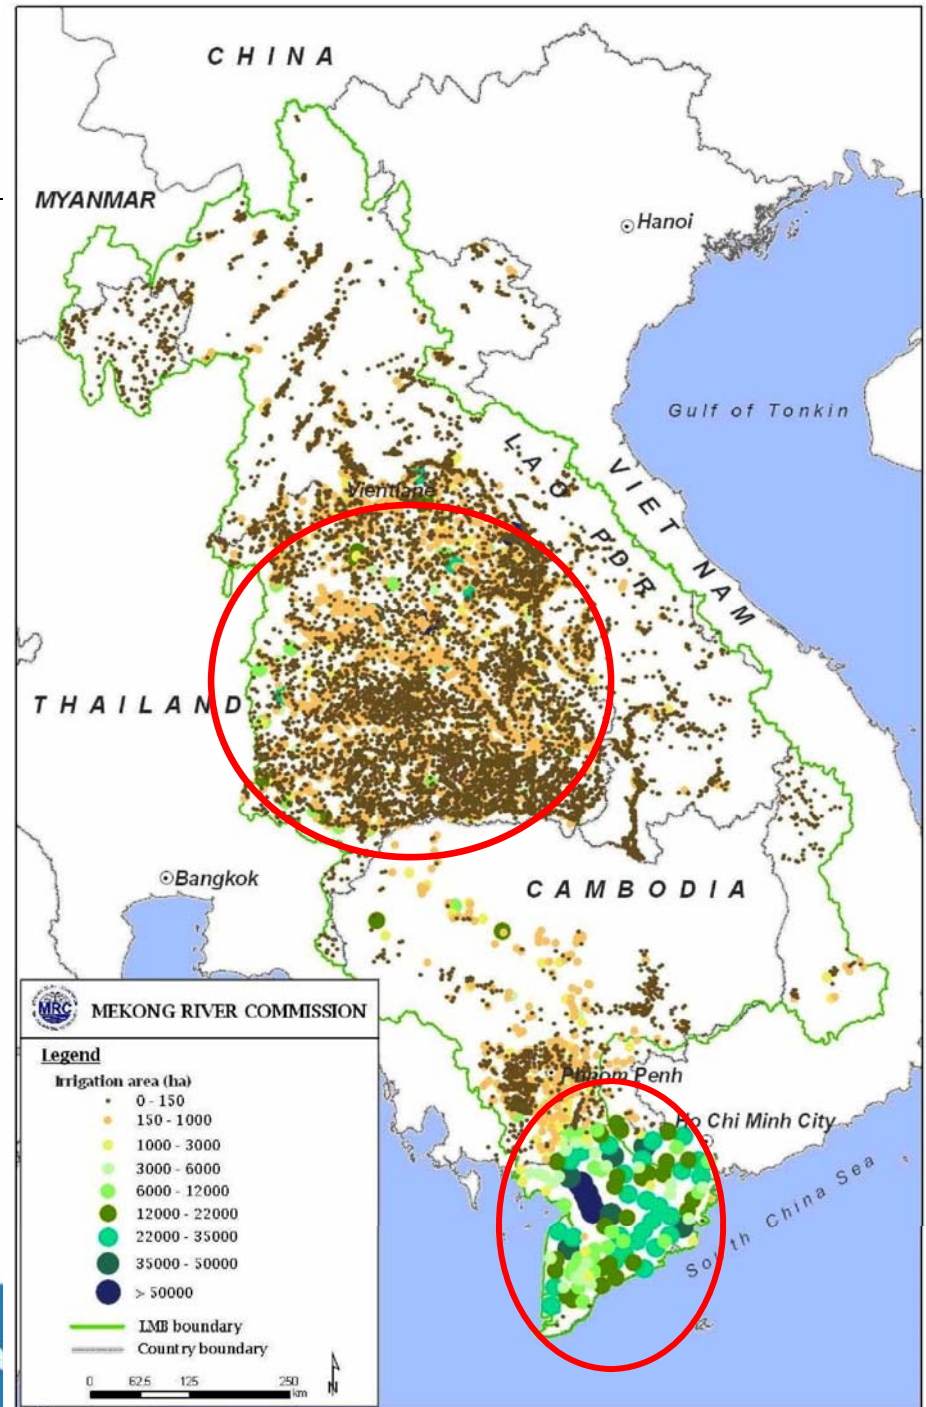 CHINA
MYANMAR
Hanoi
Gulf of Tonkin
LAO PDR
VIET NAM
Vientiane
THAILAND
Bangkok
CAMBODIA
Phnom Penh
Ho Chi Minh City
South China Sea
MRC
MEKONG RIVER COMMISSION
Legend
Irrigation area (ha)
0 - 150
150 - 1000
1000 - 3000
3000 - 6000
6000 - 12000
12000 - 22000
22000 - 35000
35000 - 50000
> 50000
LMB boundary
Country boundary
0 62.5 125 250
km
N